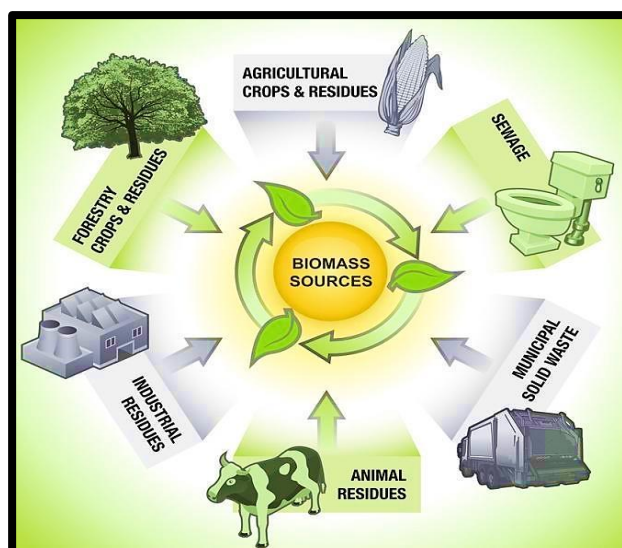 AGRICULTURAL
CROPS & RESIDUES
SEWAGE
MUNICIPAL
SOLID WASTE
ANIMAL
RESIDUES
INDUSTRIAL
RESIDUES
FORESTRY
CROPS & RESIDUES
BIOMASS
SOURCES